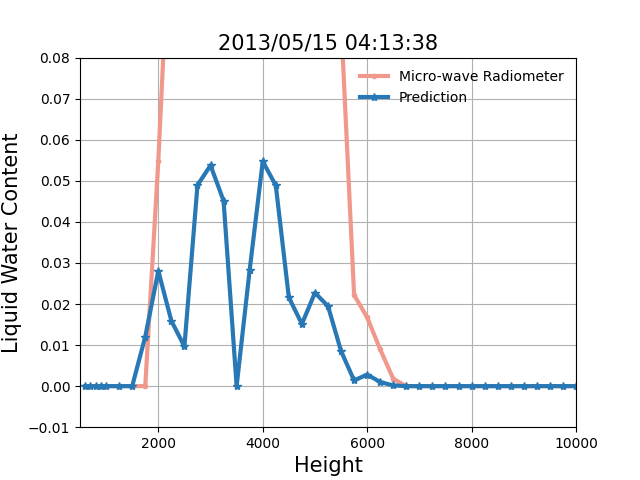 2013/05/15 04:13:38
Micro-wave Radiometer
Prediction
Liquid Water Content
0.08
0.07
0.06
0.05
0.04
0.03
0.02
0.01
0.00
−0.01
2000 4000 6000 8000 10000
Height